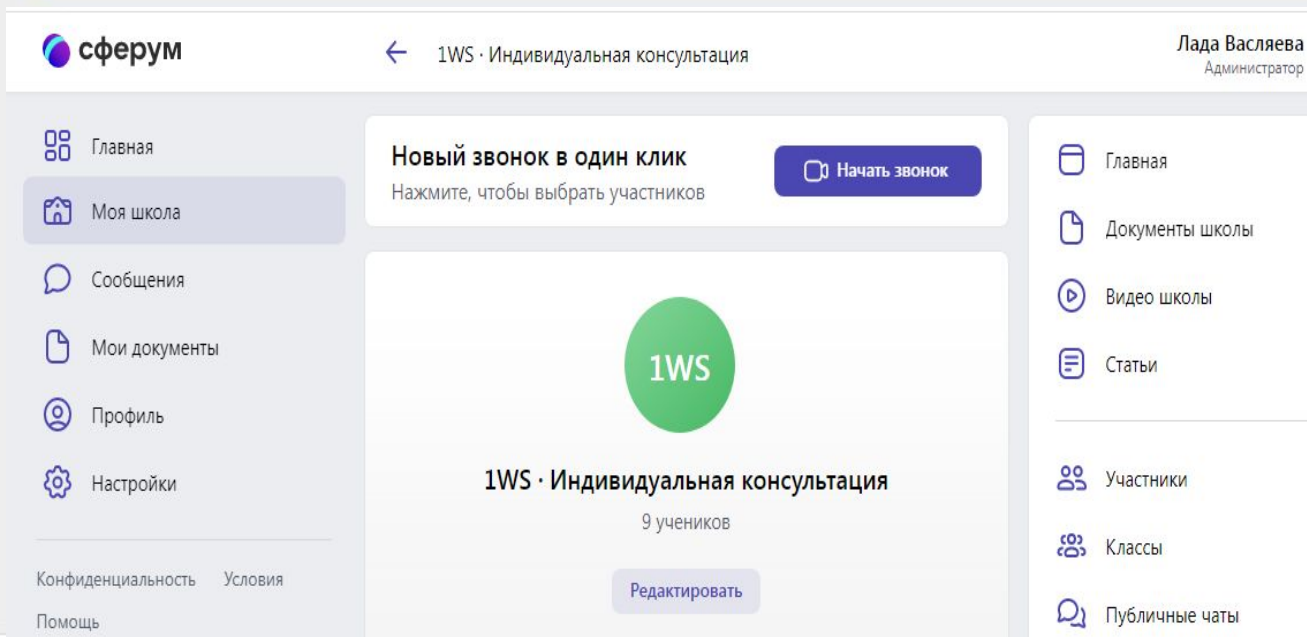 сферум
1WS · Индивидуальная консультация
Лада Васляева
Администратор
Главная
Моя школа
Сообщения
Мои документы
Профиль
Настройки
Конфиденциальность Условия
Помощь
Новый звонок в один клик
Нажмите, чтобы выбрать участников
Начать звонок
1WS
1WS · Индивидуальная консультация
9 учеников
Редактировать
Главная
Документы школы
Видео школы
Статьи
Участники
Классы
Публичные чаты